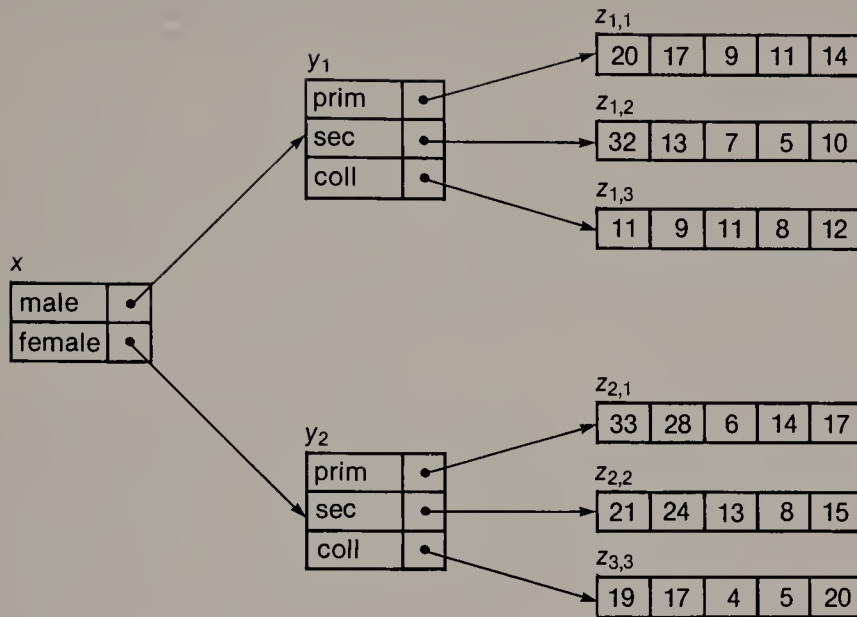 z1,1
20 17 9 11 14
y1
prim
sec
coll
z1,2
32 13 7 5 10
z1,3
11 9 11 8 12
x
male
female
z2,1
33 28 6 14 17
y2
prim
sec
coll
z2,2
21 24 13 8 15
z3,3
19 17 4 5 20